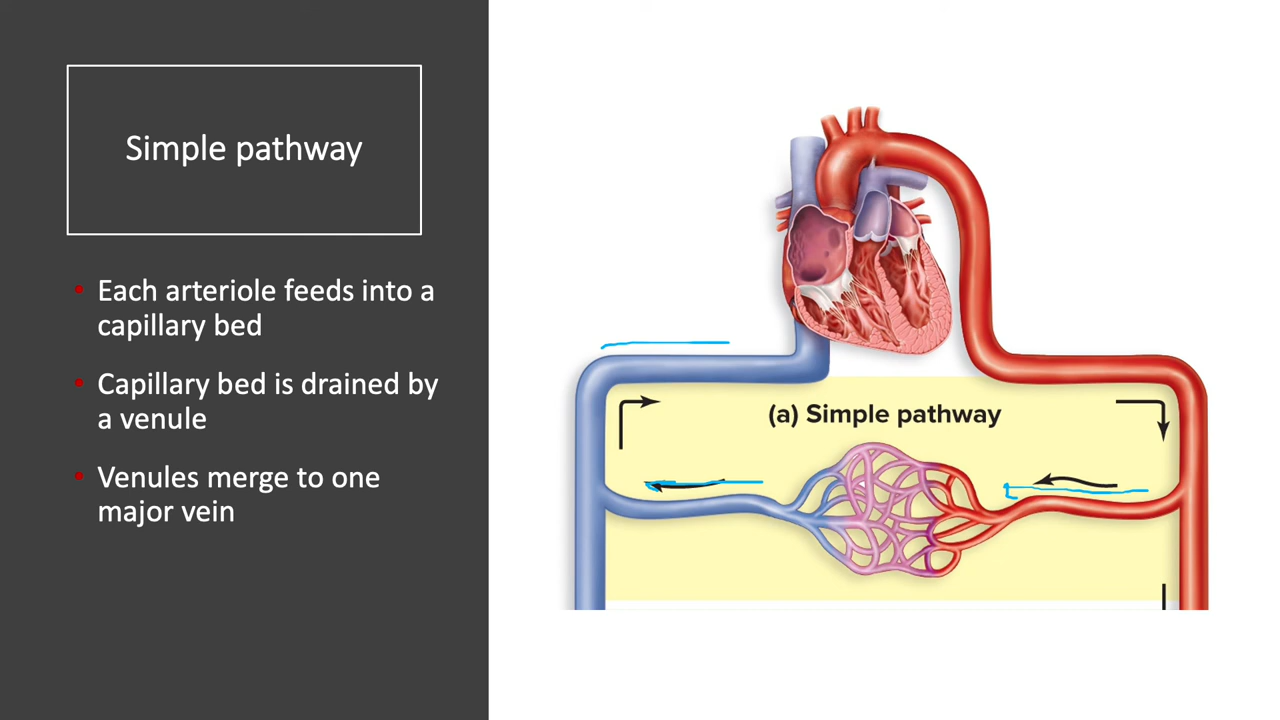 Simple pathway
• Each arteriole feeds into a
capillary bed
• Capillary bed is drained by
a venule
• Venules merge to one
major vein
(a) Simple pathway